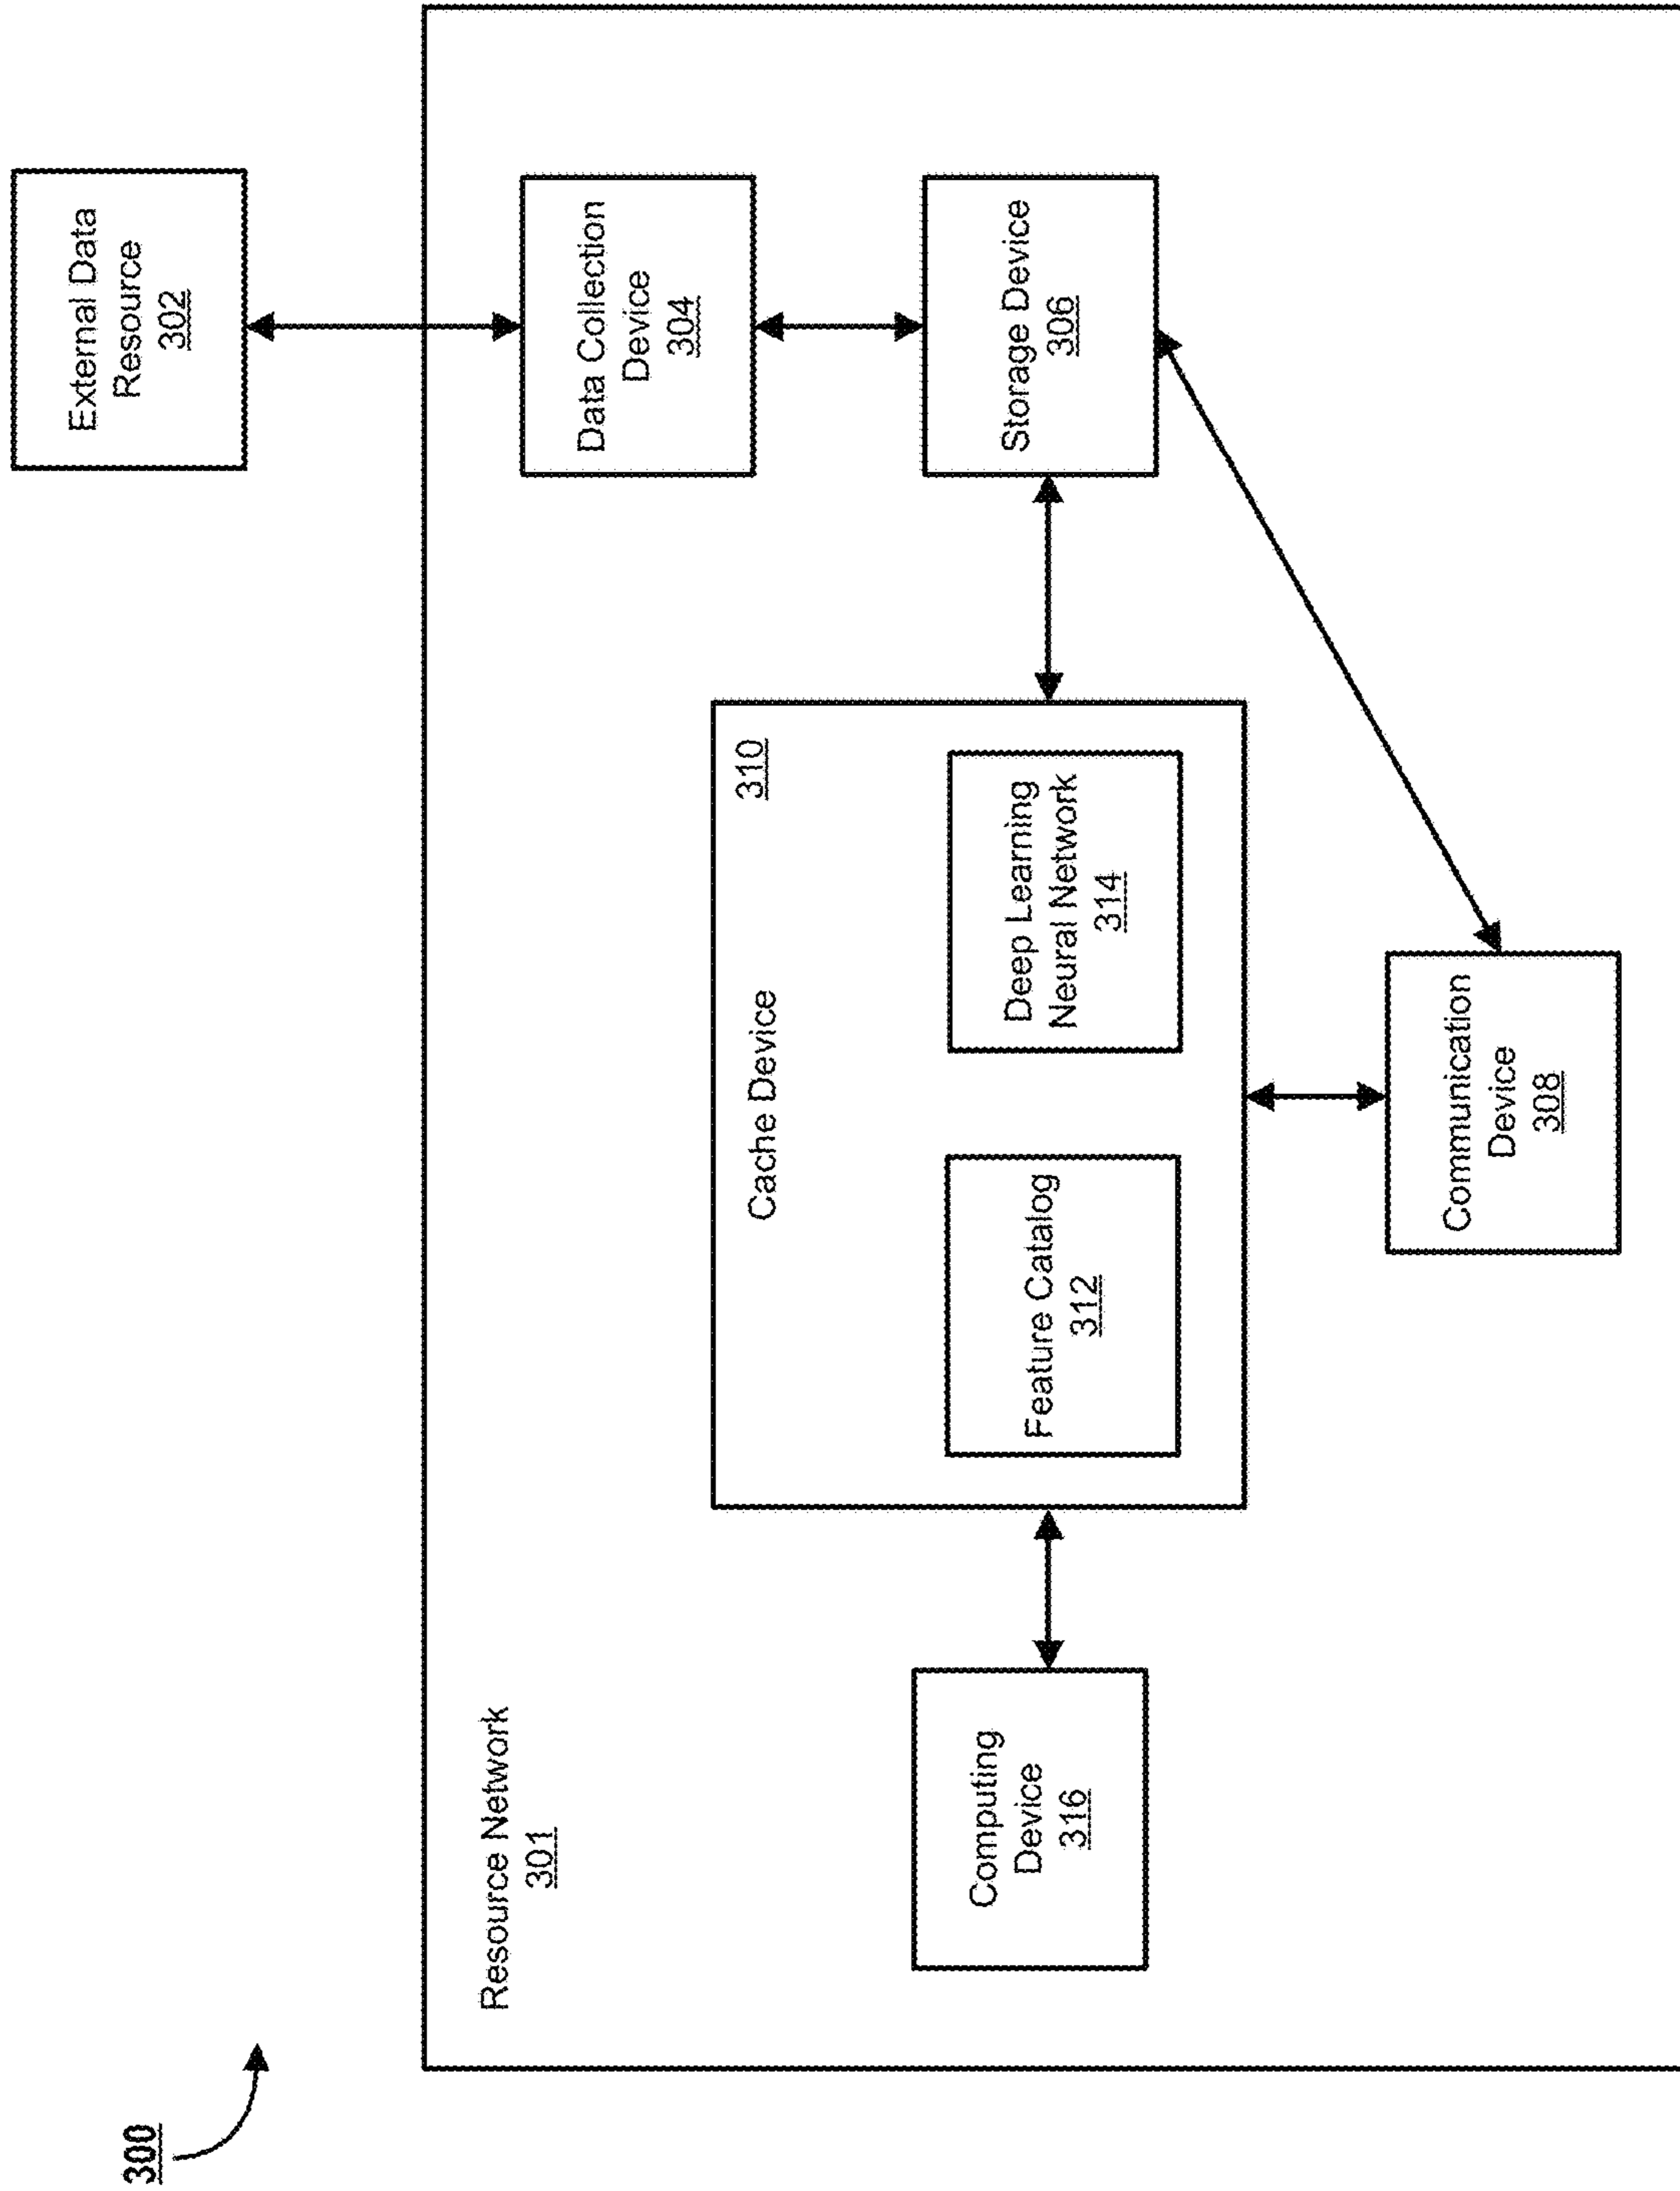 300
Resource Network
301
External Data
Resource
302
Data Collection
Device
304
Cache Device
310
Computing
Device
316
Feature Catalog
312
Deep Learning
Neural Network
314
Storage Device
306
Communication
Device
308